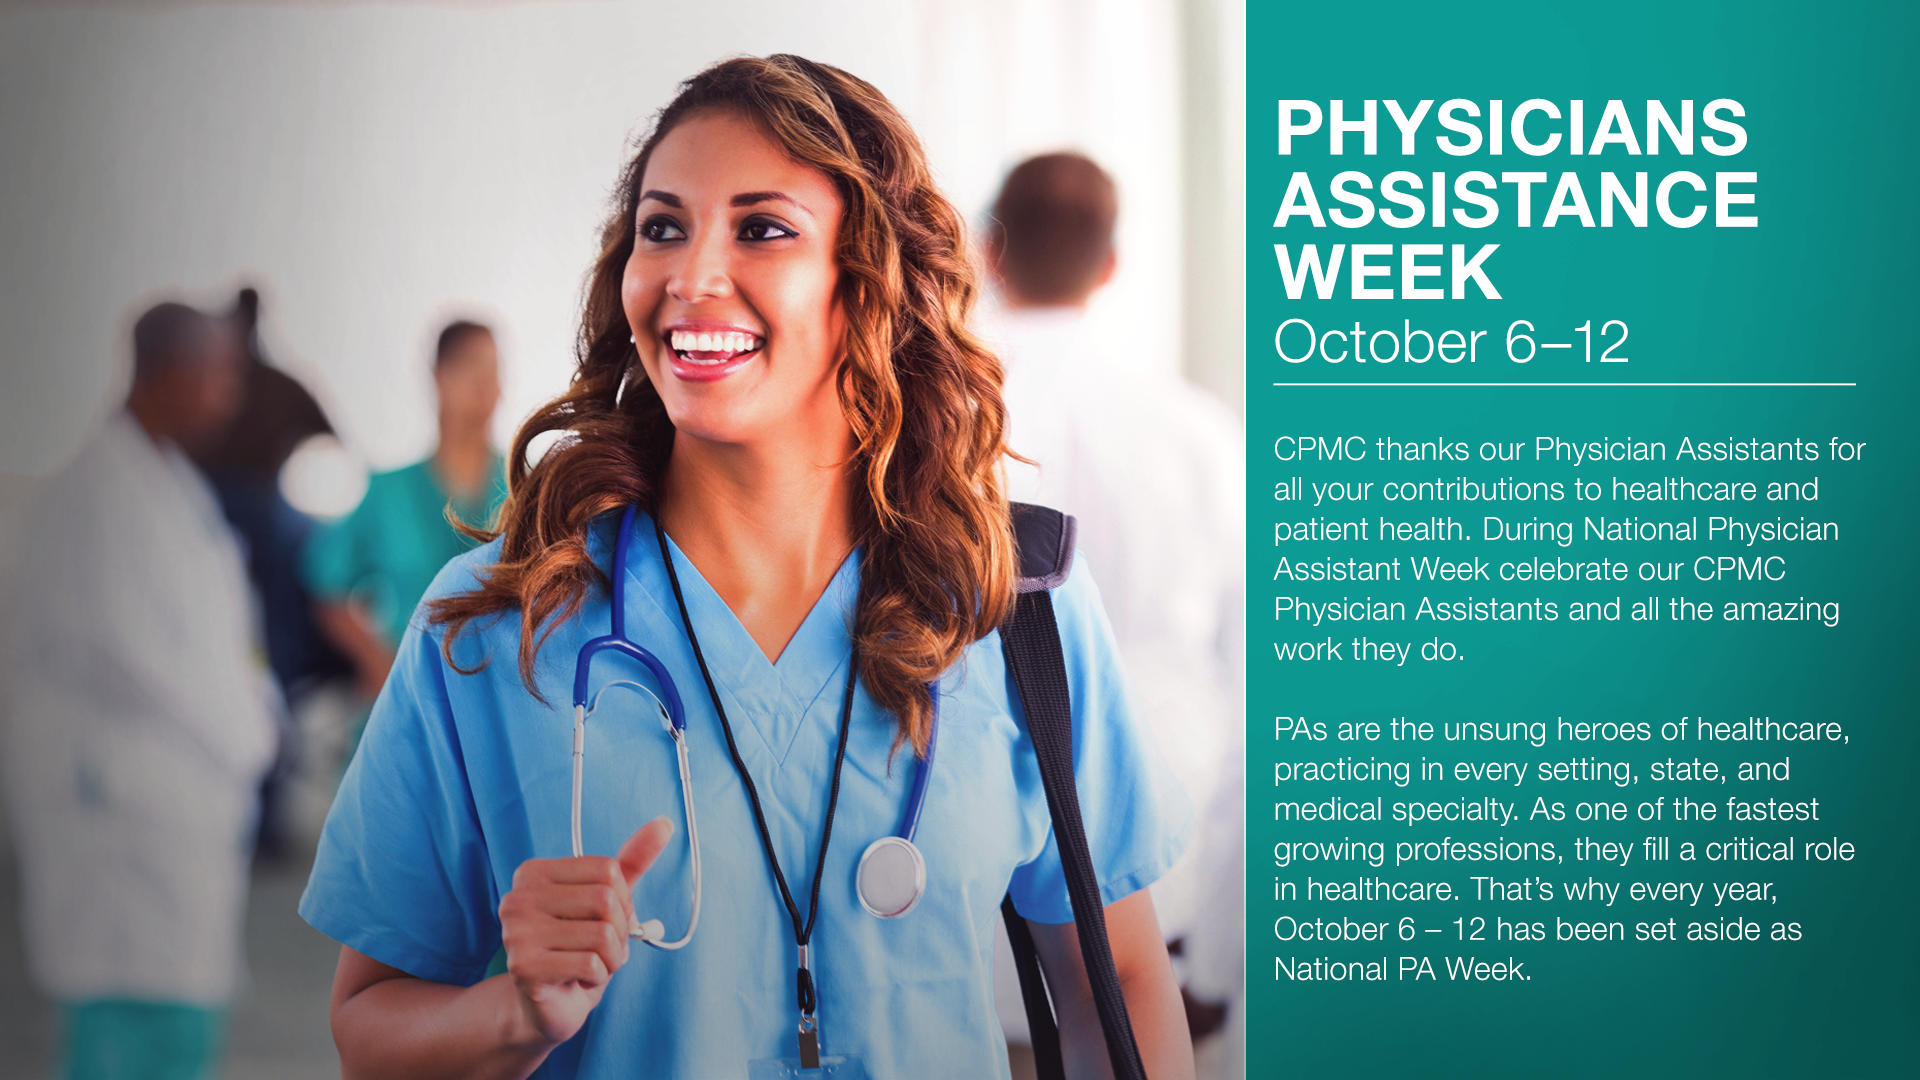 PHYSICIANS
ASSISTANCE
WEEK
October 6–12
CPMC thanks our Physician Assistants for
all your contributions to healthcare and
patient health. During National Physician
Assistant Week celebrate our CPMC
Physician Assistants and all the amazing
work they do.
PAs are the unsung heroes of healthcare,
practicing in every setting, state, and
medical specialty. As one of the fastest
growing professions, they fill a critical role
in healthcare. That’s why every year,
October 6 – 12 has been set aside as
National PA Week.